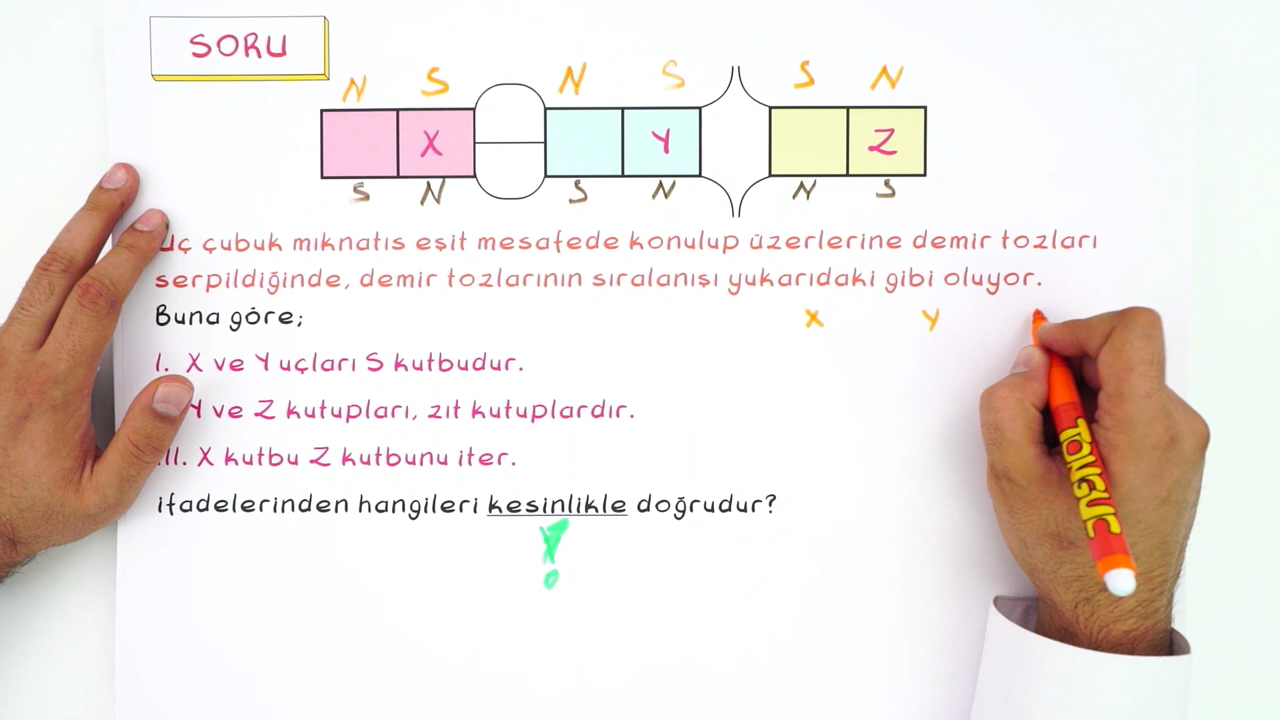 SORU
N S N S S N
X Y Z
S N S N N S
Üç çubuk mıknatıs eşit mesafede konulup üzerlerine demir tozları
serpildiğinde, demir tozlarının sıralanışı yukarıdaki gibi oluyor.
Buna göre;
X Y
I. X ve Y uçları S kutbudur.
Y ve Z kutupları, zıt kutuplardır.
III. X kutbu Z kutbunu iter.
ifadelerinden hangileri kesinlikle doğrudur?
!
TONGUÇ